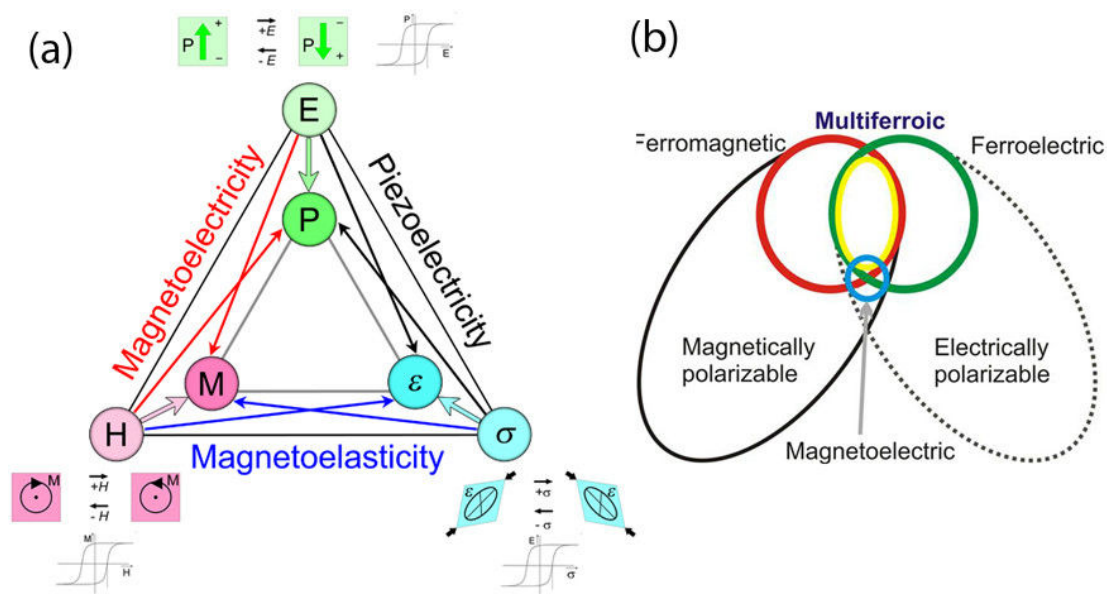 (a)
P + −
+E
- E
P − +
P
E
E
P
Magnetoelectricity
Piezoelectricity
M
ε
H
σ
Magnetoelasticity
M
+H
- H
M
M
H
ε
+σ
- σ
ε
E
σ
(b)
Multiferroic
Ferromagnetic
Ferroelectric
Magnetically
polarizable
Electrically
polarizable
Magnetoelectric